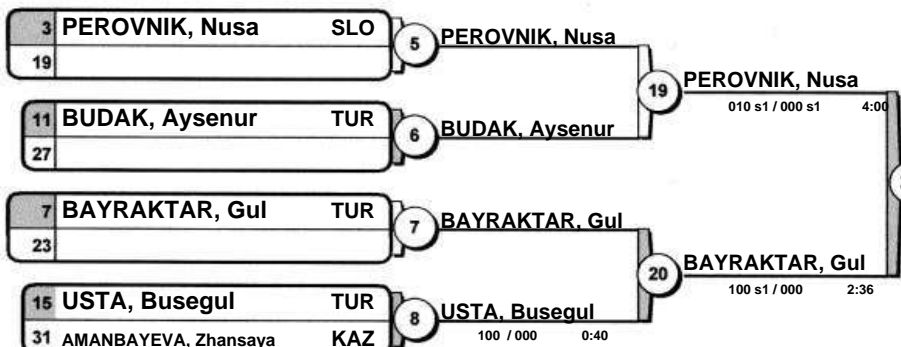 3 PEROVNIK, Nusa SLO
19
5 PEROVNIK, Nusa
11 BUDAK, Aysenur TUR
27
6 BUDAK, Aysenur
19 PEROVNIK, Nusa
010 s1 / 000 s1 4:00
7 BAYRAKTAR, Gul TUR
23
7 BAYRAKTAR, Gul
15 USTA, Busegul TUR
31 AMANBAYEVA, Zhansaya KAZ
8 USTA, Busegul
100 / 000 0:40
20 BAYRAKTAR, Gul
100 s1 / 000 2:36